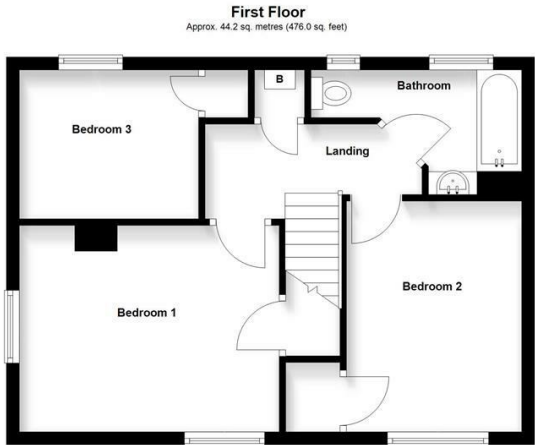 First Floor
Approx. 44.2 sq. metres (476.0 sq. feet)
B
Bathroom
Bedroom 3
Landing
Bedroom 2
Bedroom 1